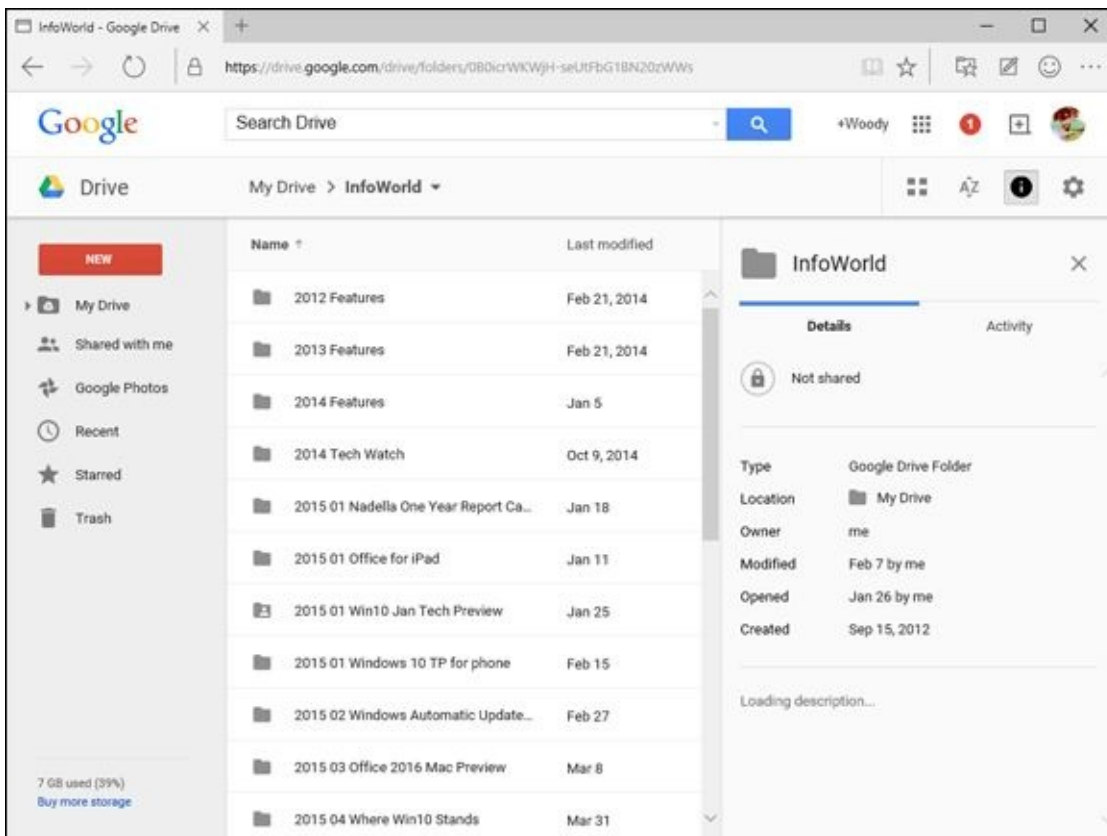 InfoWorld - Google Drive
https://drive.google.com/drive/folders/
Google
Search Drive
+Woody
1
Drive
My Drive > InfoWorld
AZ
NEW
My Drive
Shared with me
Google Photos
Recent
Starred
Trash
7 GB used (39%)
Buy more storage
Name ↑ Last modified
2012 Features Feb 21, 2014
2013 Features Feb 21, 2014
2014 Features Jan 5
2014 Tech Watch Oct 9, 2014
2015 01 Nadella One Year Report Ca... Jan 18
2015 01 Office for iPad Jan 11
2015 01 Win10 Jan Tech Preview Jan 25
2015 01 Windows 10 TP for phone Feb 15
2015 02 Windows Automatic Update... Feb 27
2015 03 Office 2016 Mac Preview Mar 8
2015 04 Where Win10 Stands Mar 31
InfoWorld
Details Activity
Not shared
Type Google Drive Folder
Location My Drive
Owner me
Modified Feb 7 by me
Opened Jan 26 by me
Created Sep 15, 2012
Loading description...